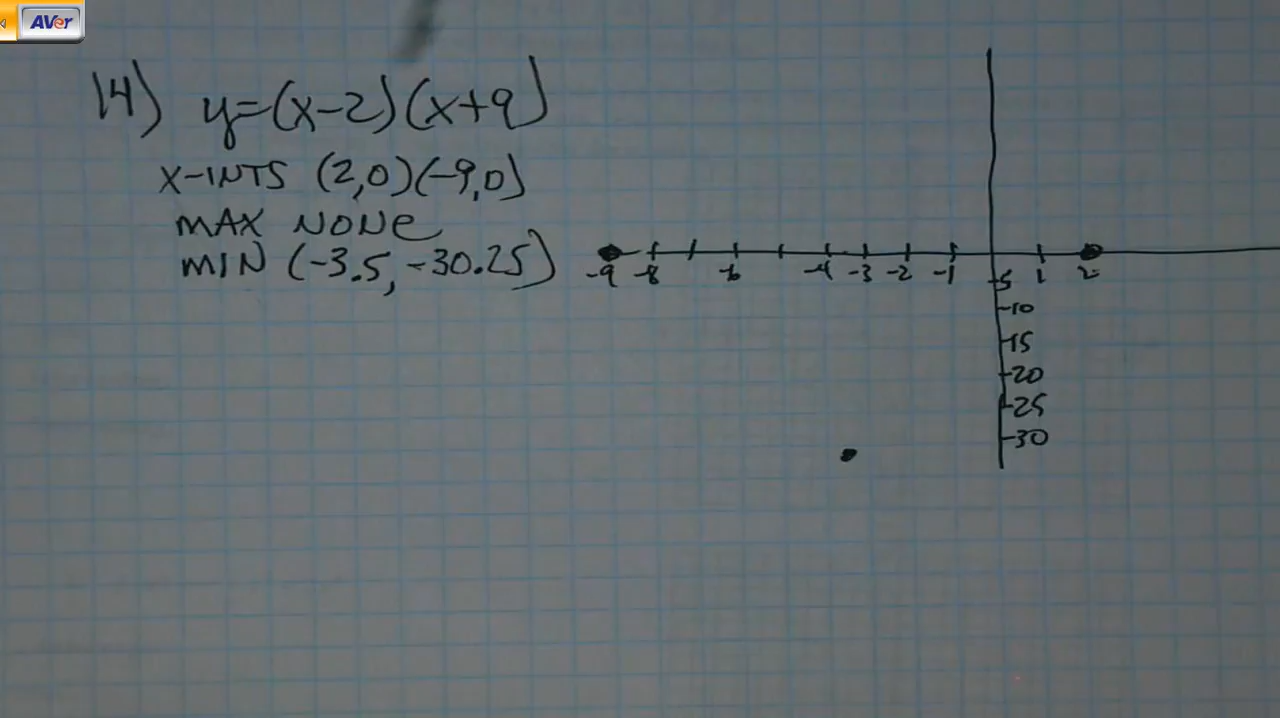 AVer
14) y=(x-2)(x+9)
X-INTS (2,0)(-9,0)
MAX NONE
MIN (-3.5, -30.25)
-9 -8 -6 -4 -3 -2 -1 1 2
-5
-10
-15
-20
-25
-30